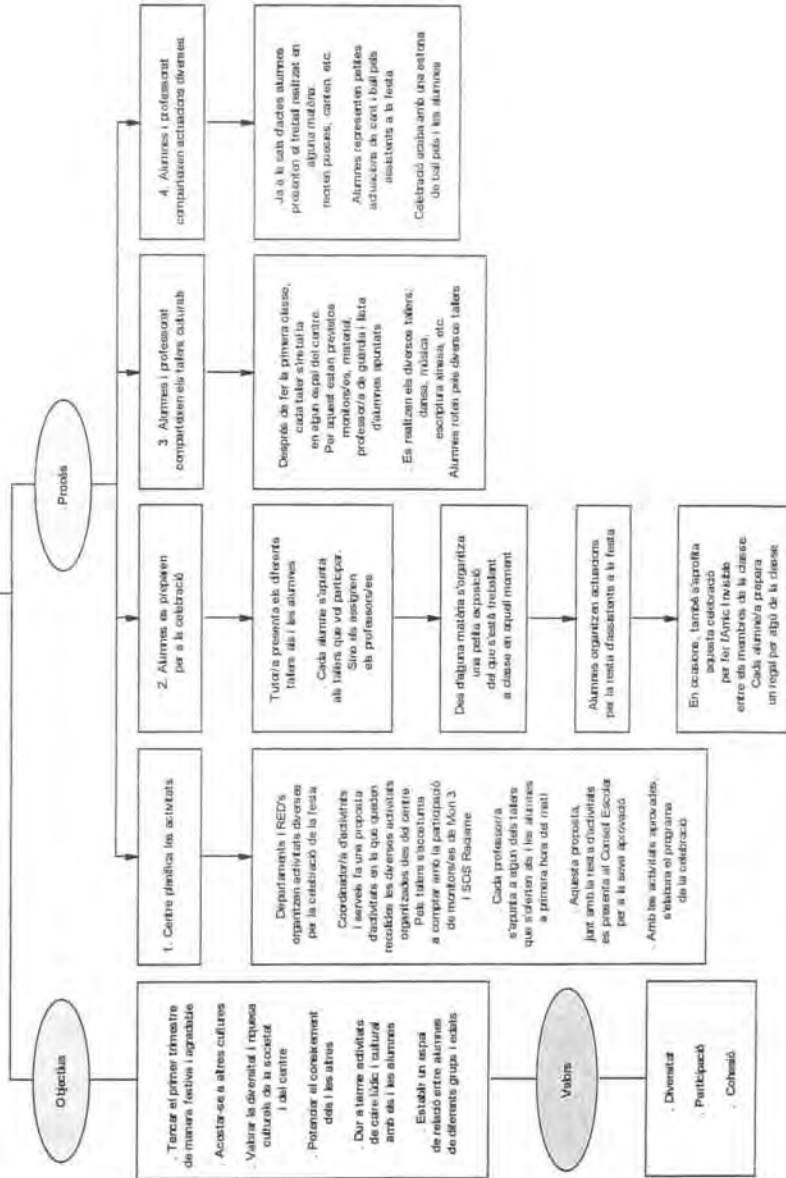 Objectius
. Tancar el primer trimestre
de manera festiva i agradable
. Acostar-se a altres cultures
. Valorar la diversitat i riquesa
culturals de la societat
i del centre
. Potenciar el coneixement
dels i les altres
. Dur a terme activitats
de caire lúdic i cultural
amb els i les alumnes
. Establir un espai
de relació entre alumnes
de diferents grups i edats
Valors
. Diversitat
. Participació
. Cohesió
Procés
1. Centre planifica les activitats
. Departaments i RED's
organitzen activitats diverses
per la celebració de la festa
. Coordinador/a d'activitats
i serveis fa una proposta
d'activitats en la que queden
recollides les diverses activitats
organitzades des del centre.
Pels tallers s'acostuma
a comptar amb la participació
de monitors/es de Mon 3
i SOS Racisme
. Cada professor/a
s'apunta a algun dels tallers
que s'oferten als i les alumnes
a primera hora del matí
. Aquesta proposta,
junt amb la resta d'activitats
es presenta al Consell Escolar
per a la seva aprovació
. Amb les activitats aprovades,
s'elabora el programa
de la celebració
2. Alumnes es preparen
per a la celebració
Tutor/a presenta els diferents
tallers als i les alumnes
. Cada alumne s'apunta
als tallers que vol participar.
Sino els assignen
els professors/es
Des d'alguna matèria s'organitza
una petita exposició
del que s'està treballant
a classe en aquell moment
Alumnes organitzen actuacions
per la resta d'assistents a la festa
En ocasions, també s'aprofita
aquesta celebració
per fer l'Amic Invisible
entre els membres de la classe.
Cada alumne/a prepara
un regal per algú de la classe
3. Alumnes i professorat
comparteixen els tallers culturals
. Després de fer la primera classe,
cada taller s'instal·la
en algun espai del centre.
Per aquest estan previstos
monitors/es, material,
professor/a de guàrdia i llista
d'alumnes apuntats
. Es realitzen els diversos tallers:
dansa, música,
escriptura xinesa, etc.
Alumnes roten pels diversos tallers
4. Alumnes i professorat
comparteixen actuacions diverses
. Ja a la sala d'actes alumnes
presenten el treball realitzat en
alguna matèria:
reciten poesies, canten, etc.
. Alumnes representen petites
actuacions de cant i ball pels
assistents a la festa
. Celebració acaba amb una estona
de ball pels i les alumnes